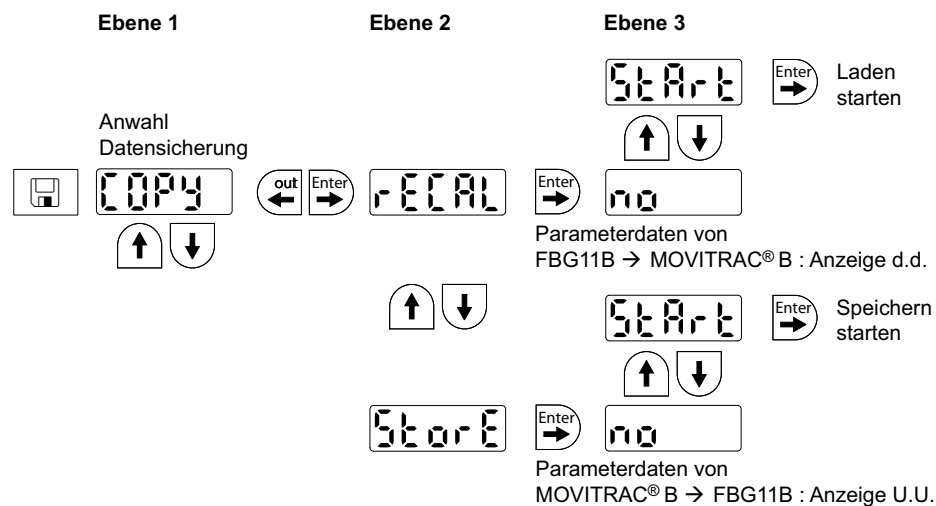 Ebene 1
Ebene 2
Ebene 3
StArt
Enter
Laden
starten
Anwahl
Datensicherung
COPY
out
Enter
rECAL
Enter
no
Parameterdaten von
FBG11B → MOVITRAC® B : Anzeige d.d.
StArt
Enter
Speichern
starten
StorE
Enter
no
Parameterdaten von
MOVITRAC® B → FBG11B : Anzeige U.U.